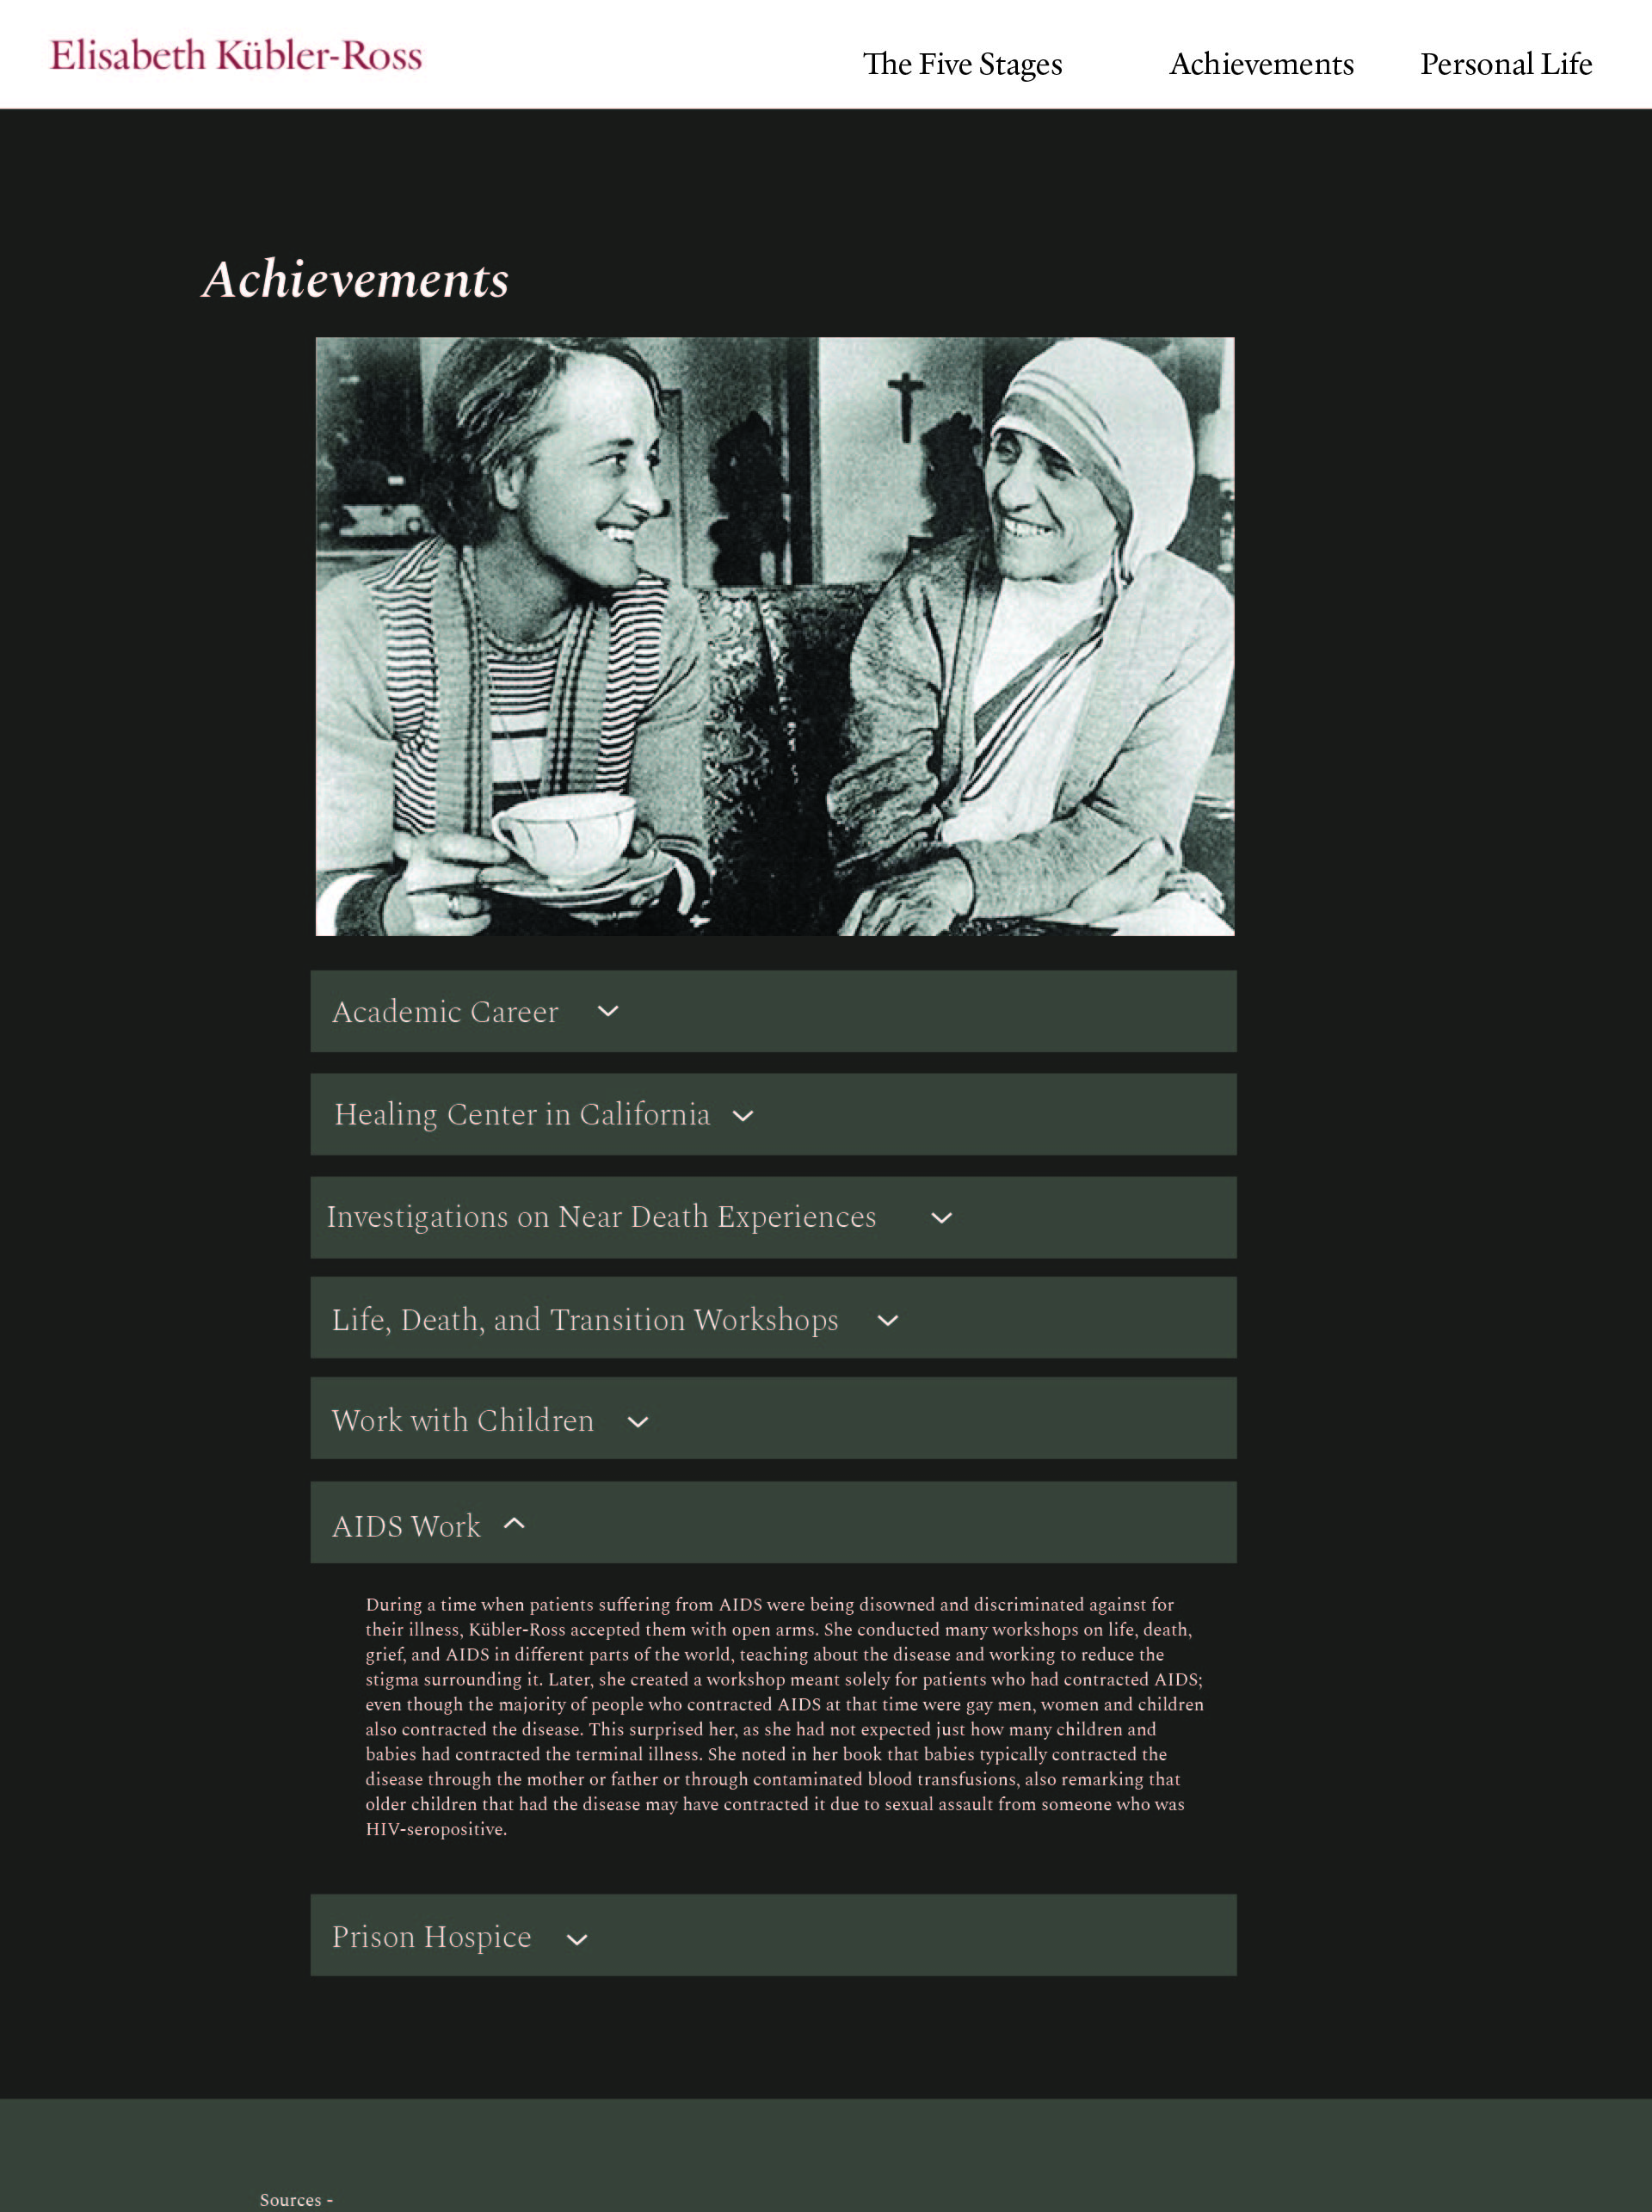 Elisabeth Kübler-Ross
The Five Stages
Achievements
Personal Life
Achievements
Academic Career
Healing Center in California
Investigations on Near Death Experiences
Life, Death, and Transition Workshops
Work with Children
AIDS Work
During a time when patients suffering from AIDS were being disowned and discriminated against for
their illness, Kübler-Ross accepted them with open arms. She conducted many workshops on life, death,
grief, and AIDS in different parts of the world, teaching about the disease and working to reduce the
stigma surrounding it. Later, she created a workshop meant solely for patients who had contracted AIDS;
even though the majority of people who contracted AIDS at that time were gay men, women and children
also contracted the disease. This surprised her, as she had not expected just how many children and
babies had contracted the terminal illness. She noted in her book that babies typically contracted the
disease through the mother or father or through contaminated blood transfusions, also remarking that
older children that had the disease may have contracted it due to sexual assault from someone who was
HIV-seropositive.
Prison Hospice
Sources -